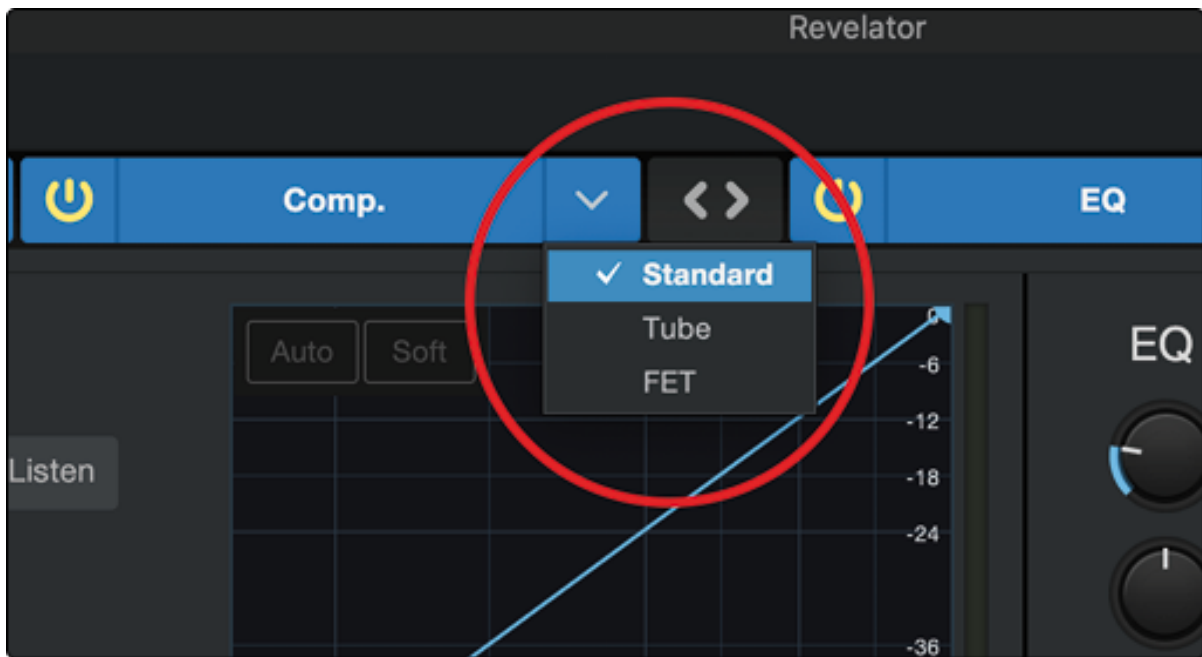 Revelator
Comp.
EQ
Standard
Tube
FET
Auto
Soft
Listen
0
-6
-12
-18
-24
-36
EQ